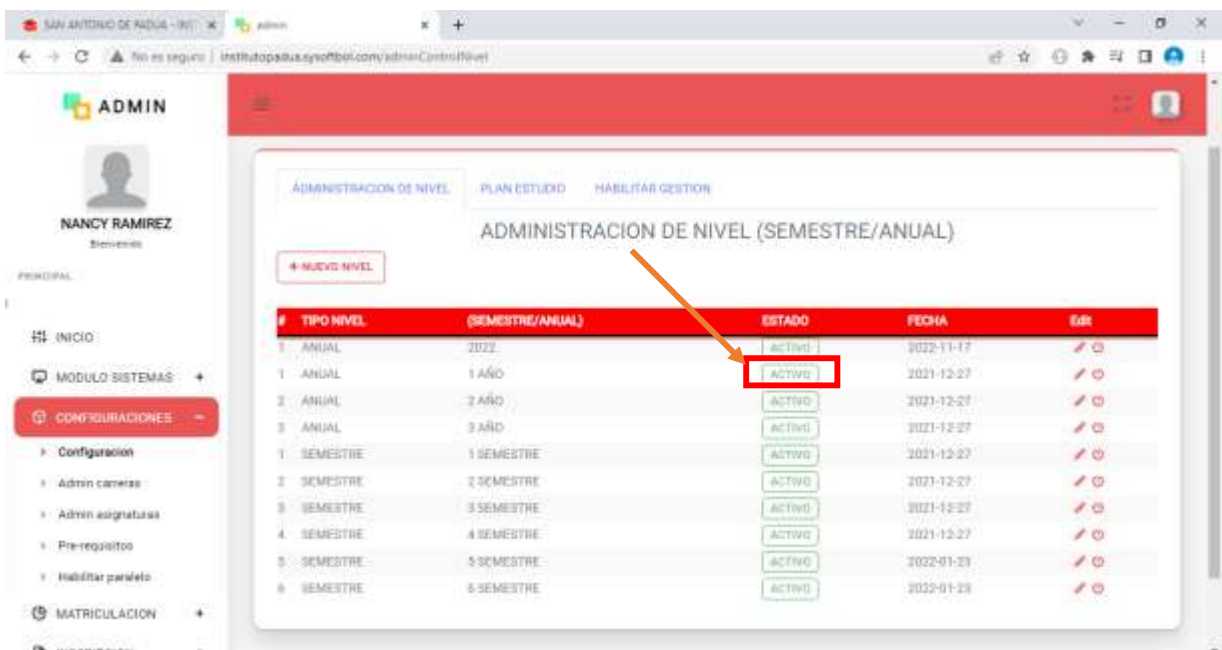 SAN ANTONIO DE PADUA - INS
admin
No es seguro | institutopadua.sysoftbol.com/adminControlNivel
ADMIN
NANCY RAMIREZ
Bienvenido
PRINCIPAL
INICIO
MODULO SISTEMAS +
CONFIGURACIONES −
Configuracion
Admin carreras
Admin asignaturas
Pre-requisitos
Habilitar paralelo
MATRICULACION +
ADMINISTRACION DE NIVEL PLAN ESTUDIO HABILITAR GESTION
ADMINISTRACION DE NIVEL (SEMESTRE/ANUAL)
+ NUEVO NIVEL
# TIPO NIVEL (SEMESTRE/ANUAL) ESTADO FECHA Edit
1 ANUAL 2022 ACTIVO 2022-11-17
1 ANUAL 1 AÑO ACTIVO 2021-12-27
2 ANUAL 2 AÑO ACTIVO 2021-12-27
3 ANUAL 3 AÑO ACTIVO 2021-12-27
1 SEMESTRE 1 SEMESTRE ACTIVO 2021-12-27
2 SEMESTRE 2 SEMESTRE ACTIVO 2021-12-27
3 SEMESTRE 3 SEMESTRE ACTIVO 2021-12-27
4 SEMESTRE 4 SEMESTRE ACTIVO 2021-12-27
5 SEMESTRE 5 SEMESTRE ACTIVO 2022-01-23
6 SEMESTRE 6 SEMESTRE ACTIVO 2022-01-23